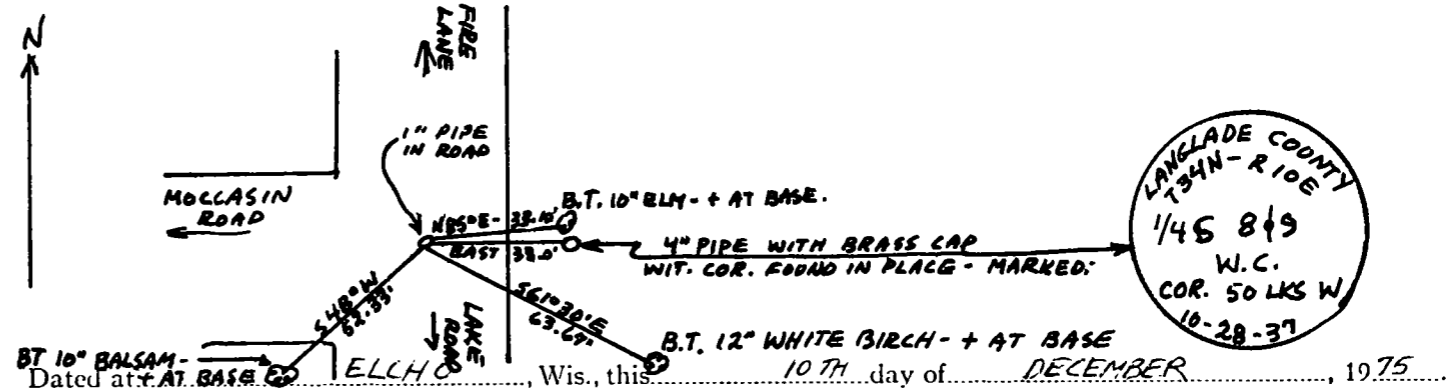 N
FIRE
LANE
1" PIPE
IN ROAD
MOCCASIN
ROAD
N85°E - 33.10'
B.T. 10" ELM - + AT BASE.
EAST 33.0'
4" PIPE WITH BRASS CAP
WIT. COR. FOUND IN PLACE - MARKED:
LANGLADE COUNTY
T34N - R 10E
1/4 S 8 & 9
W.C.
COR. 50 LKS W
10-28-37
S48°W
52.33'
S61°30'E
63.67'
LAKE
ROAD
B.T. 12" WHITE BIRCH - + AT BASE
BT 10" BALSAM -
+ AT BASE
Dated at ELCHO, Wis., this 10TH day of DECEMBER, 1975.